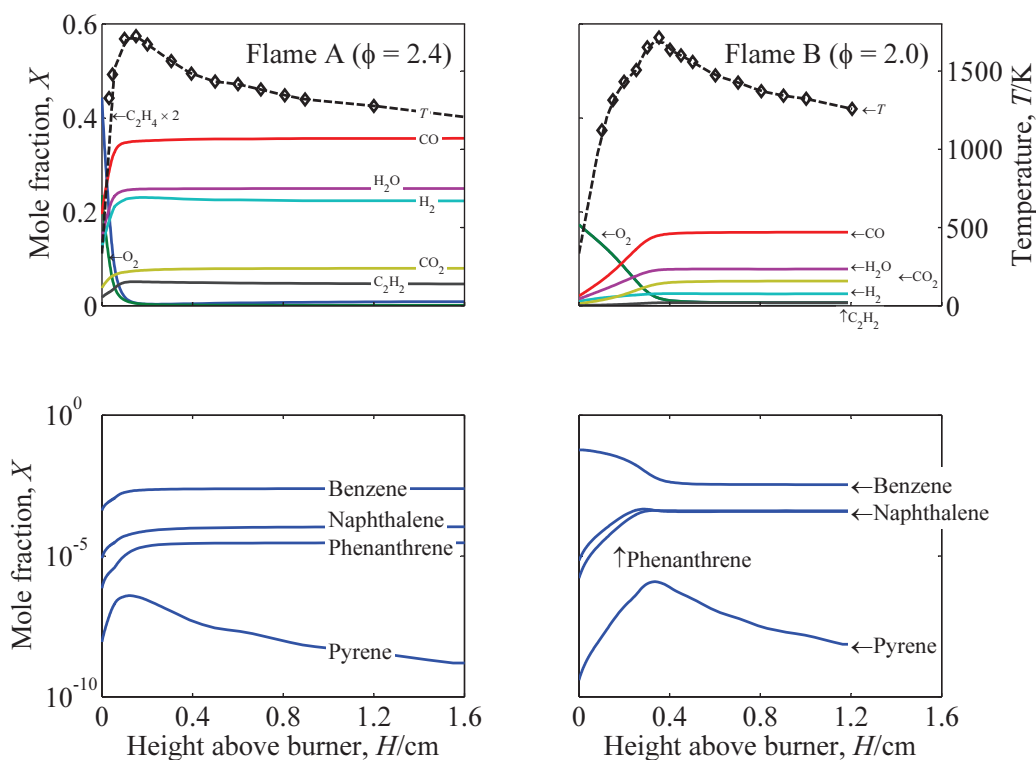 Flame A (ϕ = 2.4)
Mole fraction, X
0.6
0.4
0.2
0
←C₂H₄ × 2
T
CO
H₂O
H₂
←O₂
CO₂
C₂H₂
Flame B (ϕ = 2.0)
Temperature, T/K
1500
1000
500
0
←T
←O₂
←CO
←H₂O
←CO₂
←H₂
↑C₂H₂
Mole fraction, X
10⁰
10⁻⁵
10⁻¹⁰
Benzene
Naphthalene
Phenanthrene
Pyrene
0 0.4 0.8 1.2 1.6
Height above burner, H/cm
←Benzene
←Naphthalene
↑Phenanthrene
←Pyrene
0 0.4 0.8 1.2 1.6
Height above burner, H/cm